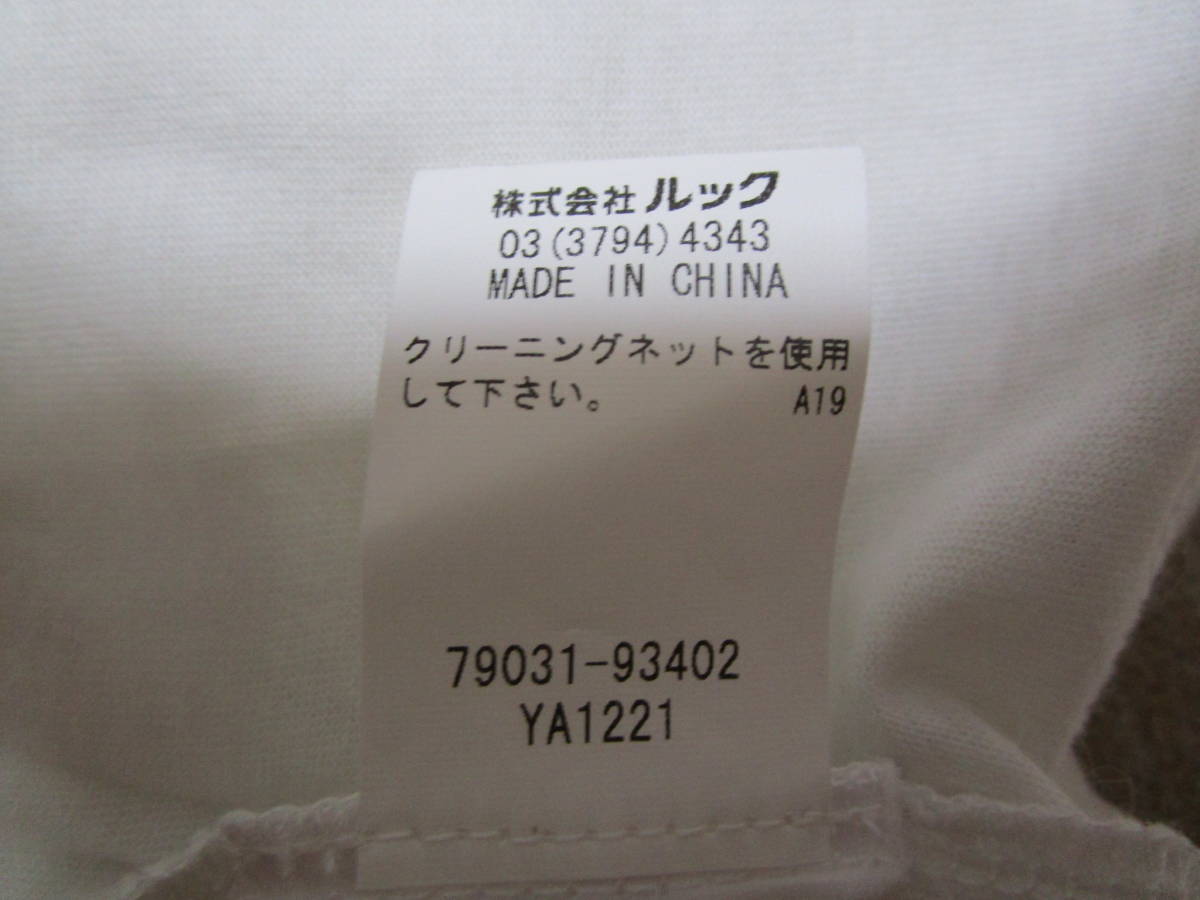 株式会社ルック
03(3794)4343
MADE IN CHINA
クリーニングネットを使用
して下さい。 A19
79031-93402
YA1221